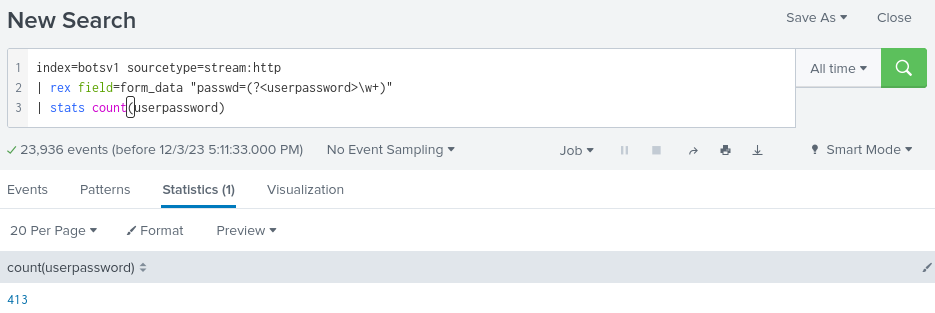 New Search
Save As Close
1 index=botsv1 sourcetype=stream:http
2 | rex field=form_data "passwd=(?<userpassword>\w+)"
3 | stats count(userpassword)
All time
23,936 events (before 12/3/23 5:11:33.000 PM) No Event Sampling Job Smart Mode
Events Patterns Statistics (1) Visualization
20 Per Page Format Preview
count(userpassword)
413